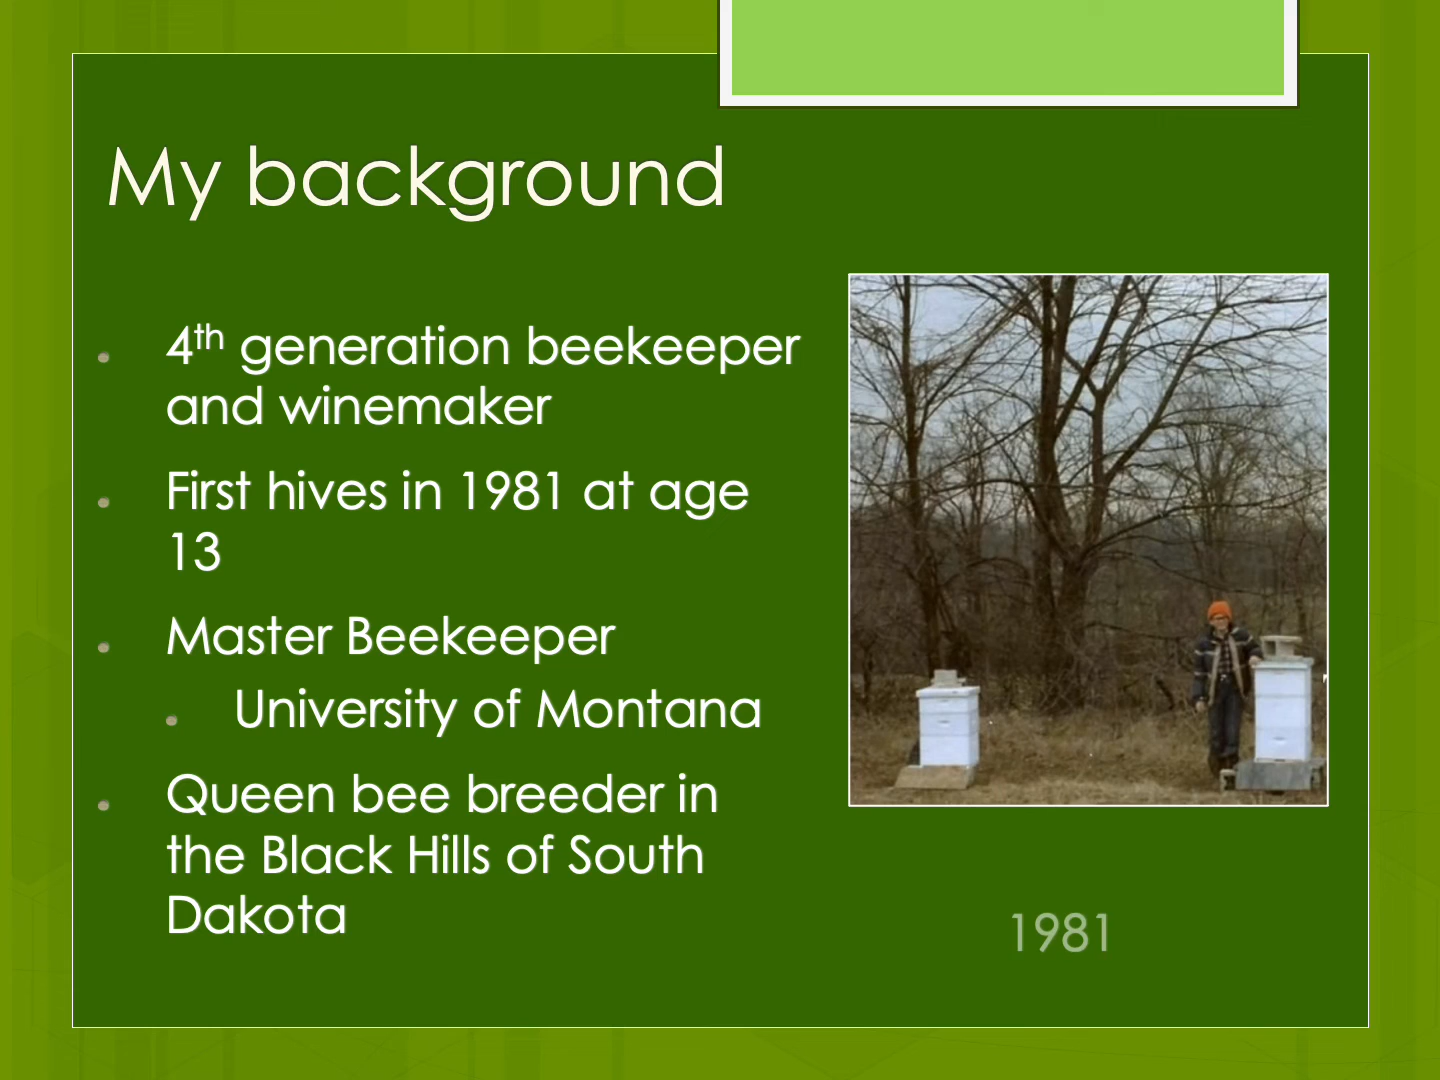 My background
4th generation beekeeper
and winemaker
First hives in 1981 at age
13
Master Beekeeper
University of Montana
Queen bee breeder in
the Black Hills of South
Dakota
1981